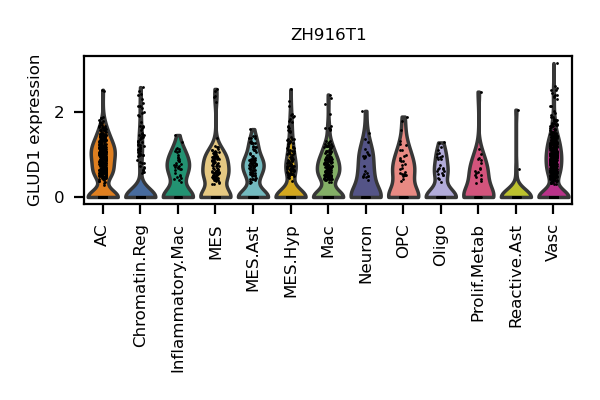 ZH916T1
GLUD1 expression
2
0
AC
Chromatin.Reg
Inflammatory.Mac
MES
MES.Ast
MES.Hyp
Mac
Neuron
OPC
Oligo
Prolif.Metab
Reactive.Ast
Vasc